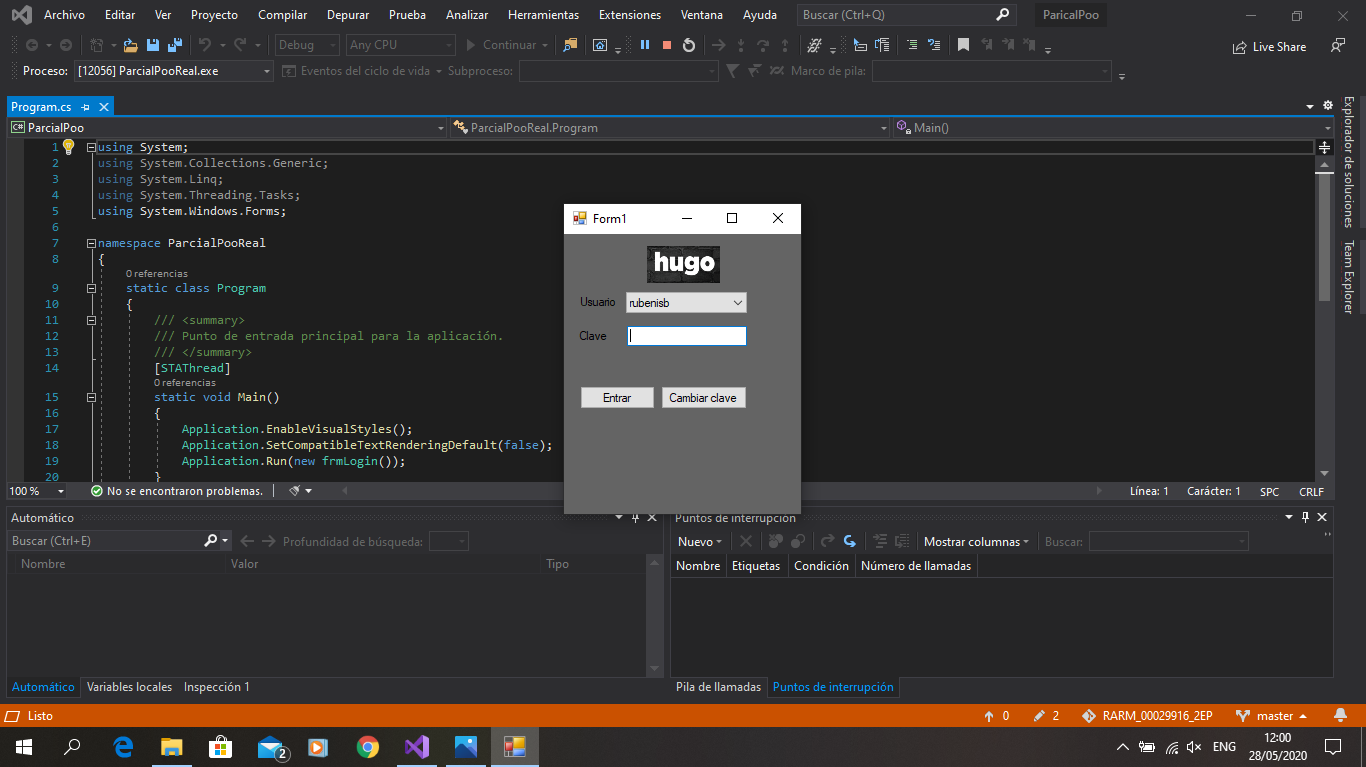 Archivo Editar Ver Proyecto Compilar Depurar Prueba Analizar Herramientas Extensiones Ventana Ayuda Buscar (Ctrl+Q) ParicalPoo
Debug Any CPU Continuar Live Share
Proceso: [12056] ParcialPooReal.exe Eventos del ciclo de vida Subproceso: Marco de pila:
Program.cs
C# ParcialPoo ParcialPooReal.Program Main()
1 using System;
2 using System.Collections.Generic;
3 using System.Linq;
4 using System.Threading.Tasks;
5 using System.Windows.Forms;
6
7 namespace ParcialPooReal
8 {
0 referencias
9 static class Program
10 {
11 /// <summary>
12 /// Punto de entrada principal para la aplicación.
13 /// </summary>
14 [STAThread]
0 referencias
15 static void Main()
16 {
17 Application.EnableVisualStyles();
18 Application.SetCompatibleTextRenderingDefault(false);
19 Application.Run(new frmLogin());
20 }
Explorador de soluciones
Team Explorer
Form1
hugo
Usuario rubenisb
Clave
Entrar Cambiar clave
100 % No se encontraron problemas. Línea: 1 Carácter: 1 SPC CRLF
Automático
Buscar (Ctrl+E) Profundidad de búsqueda:
Nombre Valor Tipo
Automático Variables locales Inspección 1
Puntos de interrupción
Nuevo Mostrar columnas Buscar:
Nombre Etiquetas Condición Número de llamadas
Pila de llamadas Puntos de interrupción
Listo 0 2 RARM_00029916_2EP master
2 ENG 12:00
28/05/2020